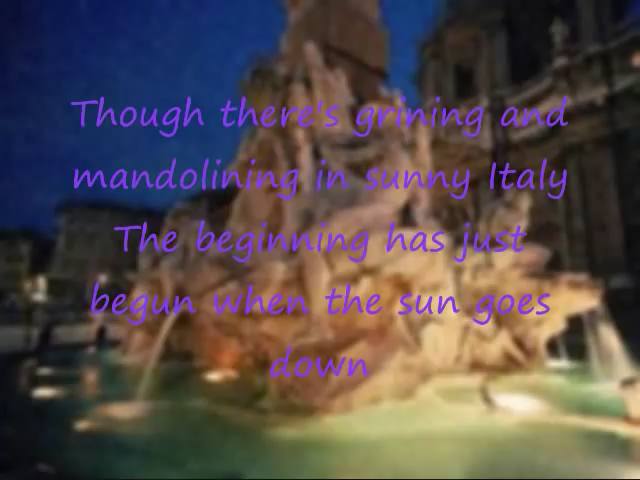 Though there's grining and
mandolining in sunny Italy
The beginning has just
begun when the sun goes
down